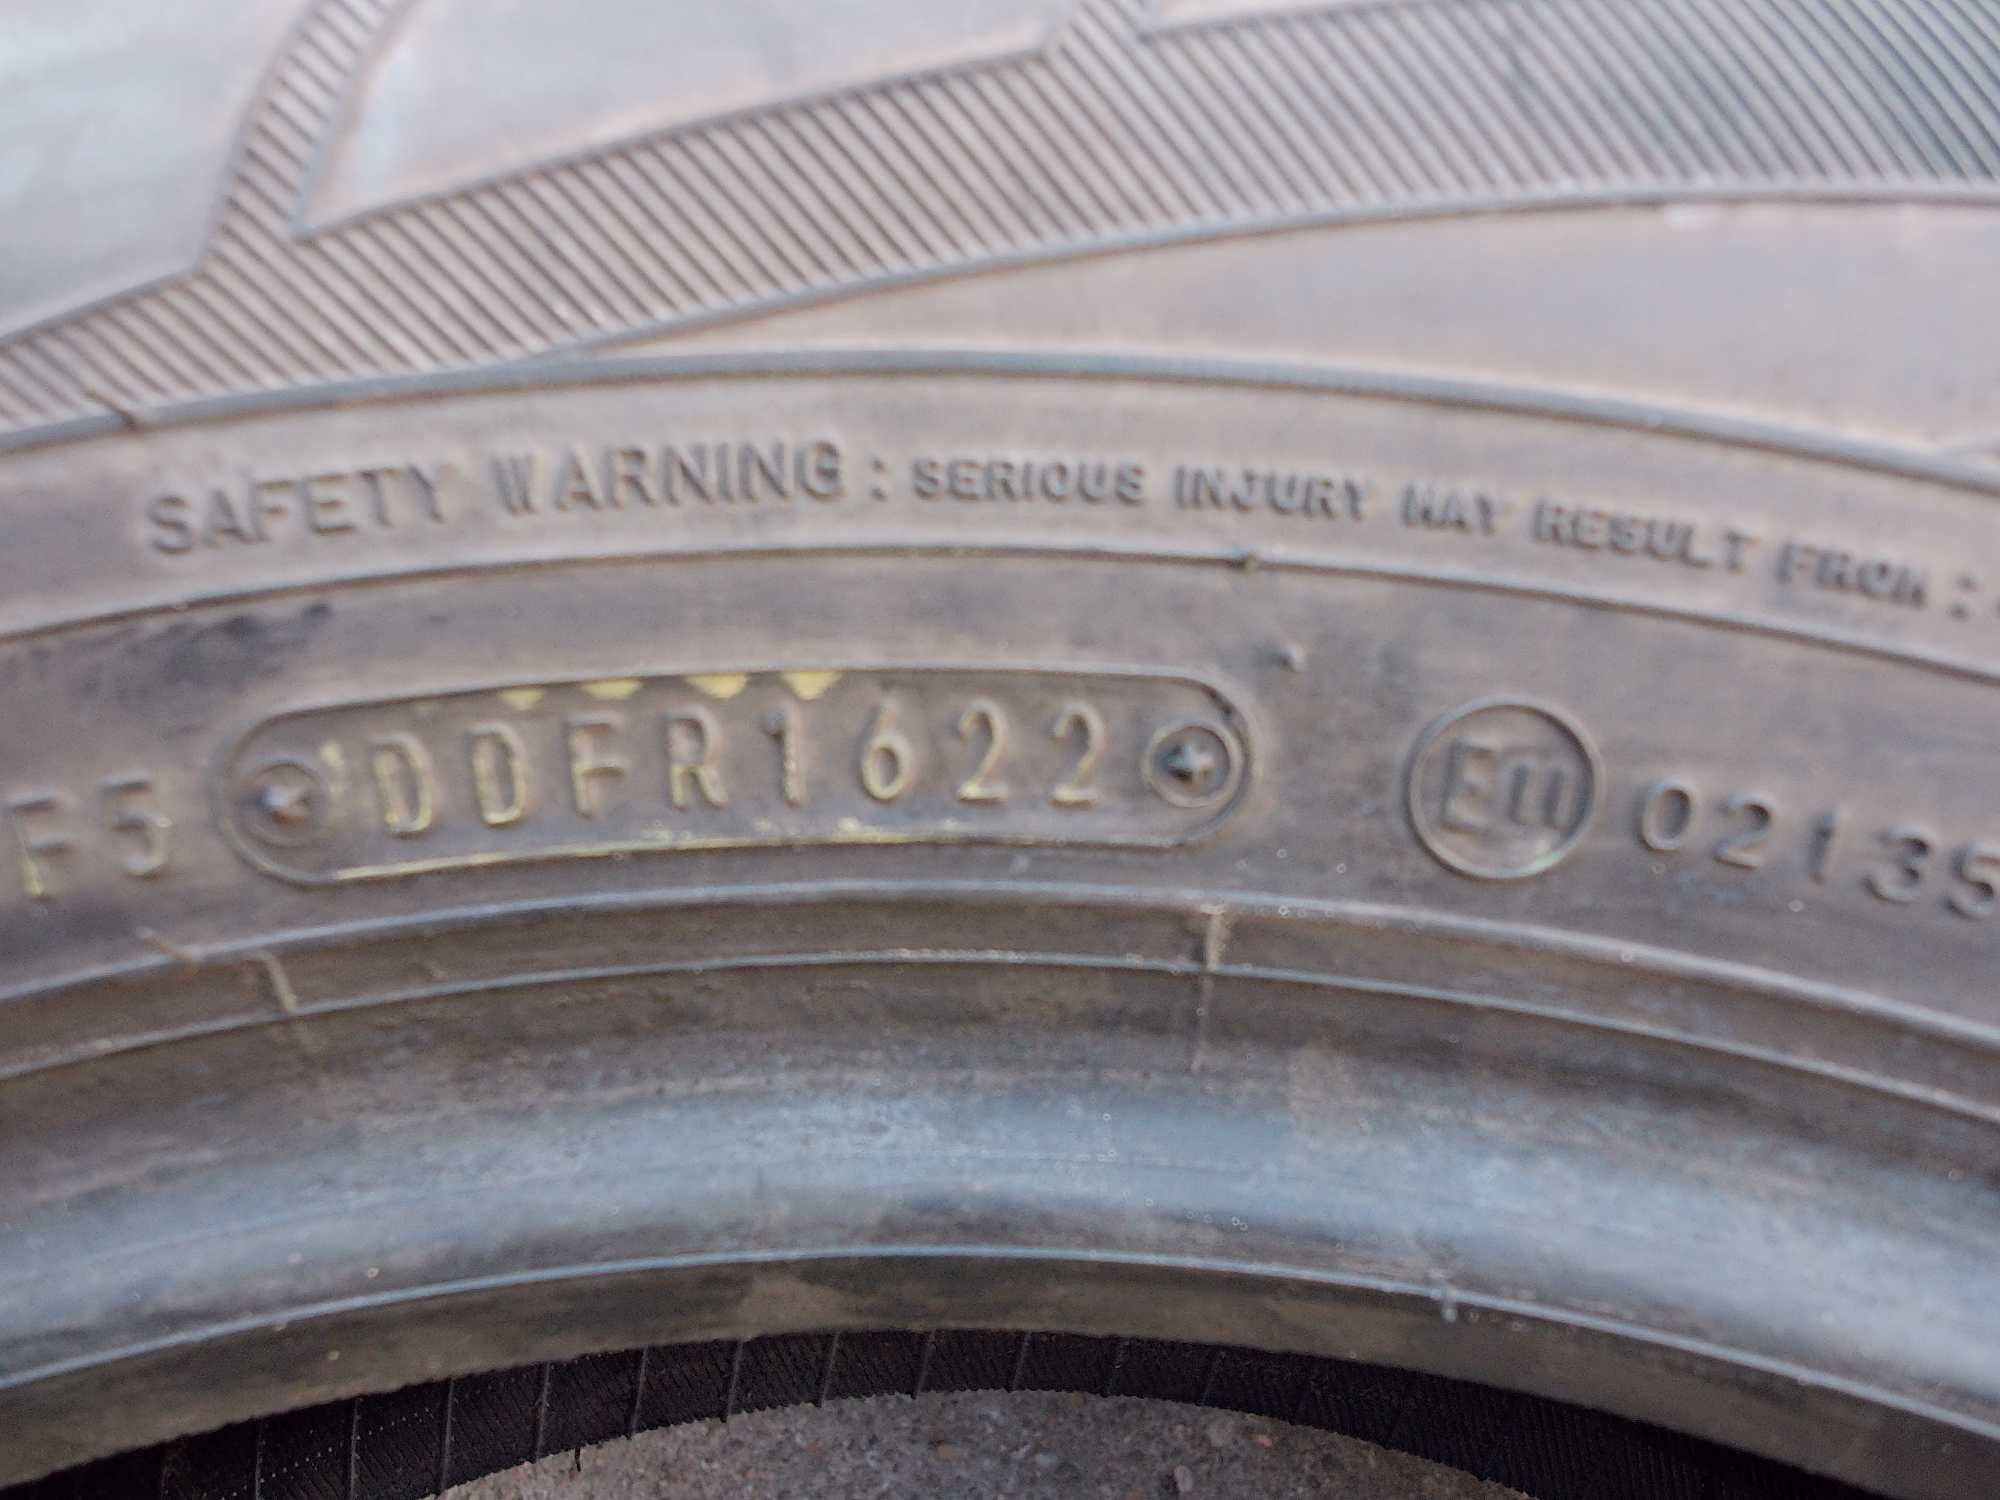 SAFETY WARNING : SERIOUS INJURY MAY RESULT FROM :
F5 DDFR1622 E11 02135